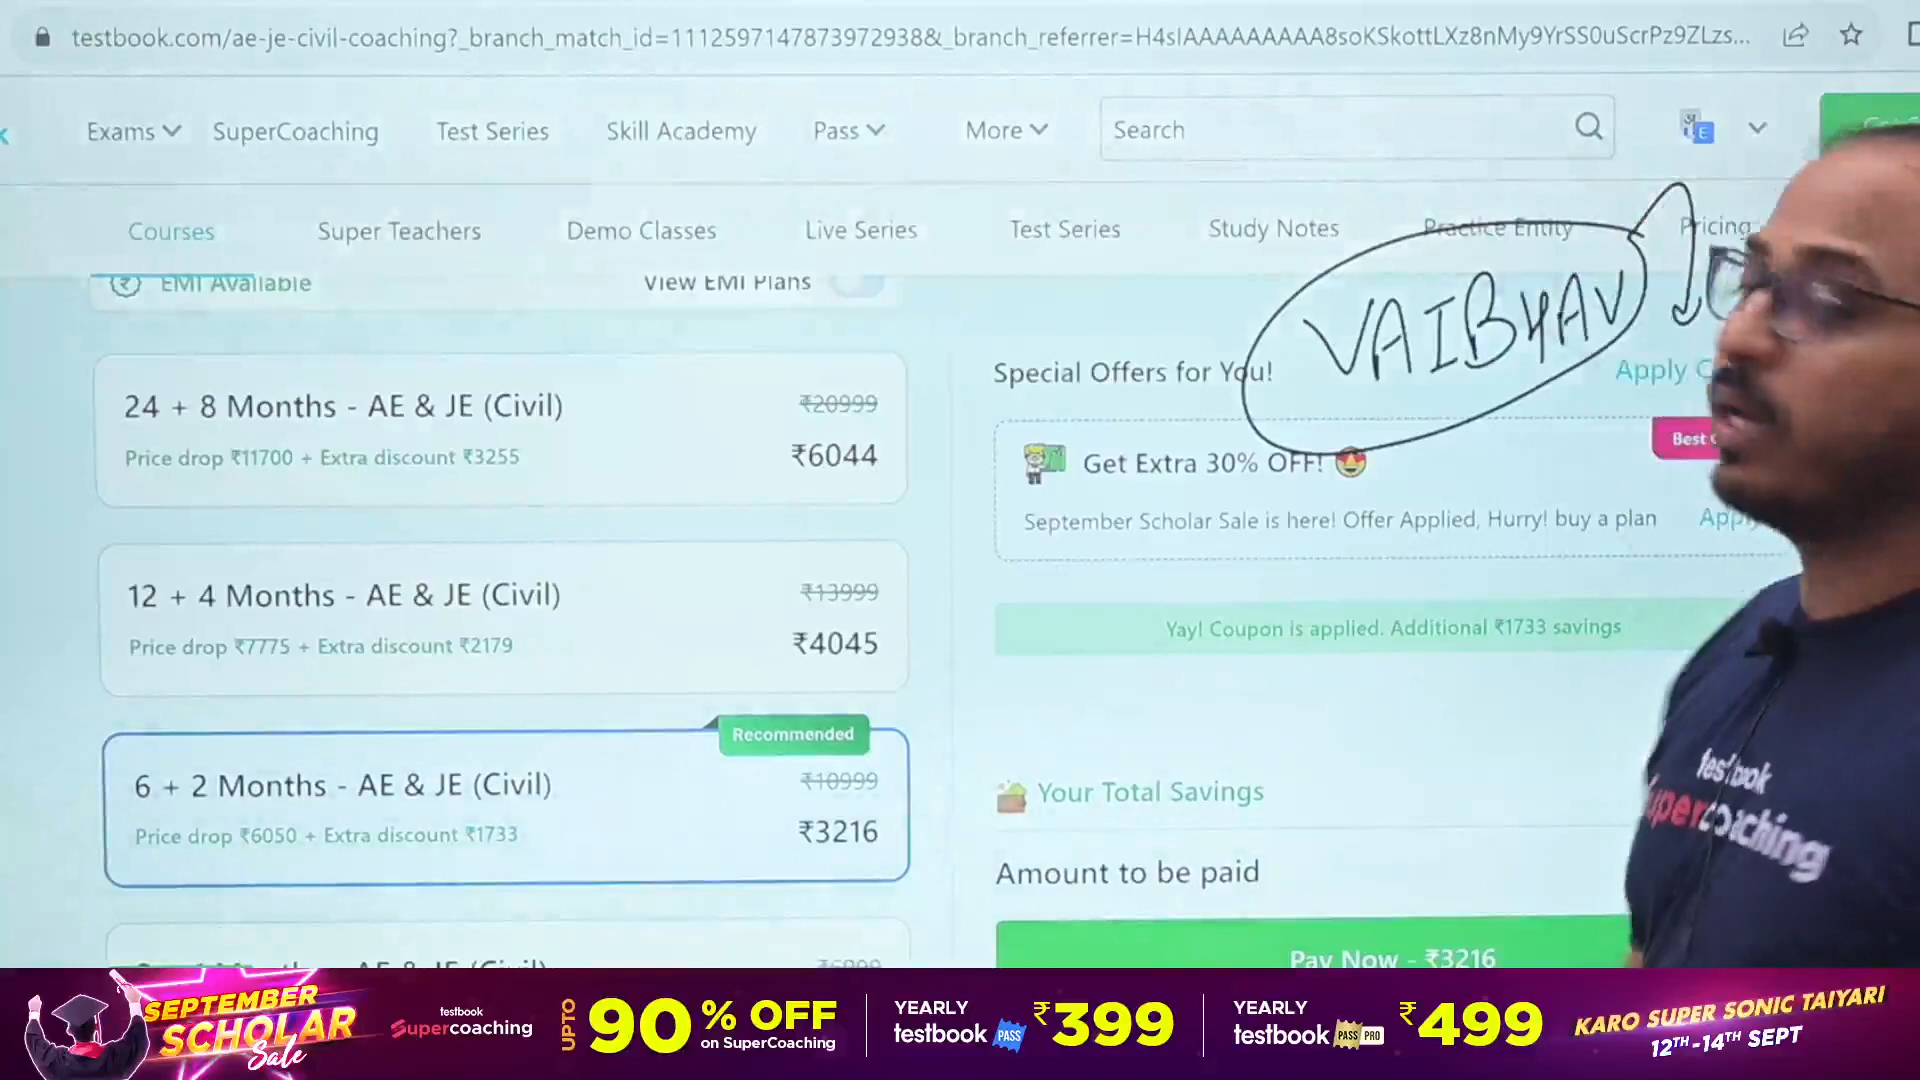 testbook.com/ae-je-civil-coaching?_branch_match_id=1112597147873972938&_branch_referrer=H4sIAAAAAAAAA8soKSkottLXz8nMy9YrSS0uScrPz9ZLzs...
Exams SuperCoaching Test Series Skill Academy Pass More Search
Courses Super Teachers Demo Classes Live Series Test Series Study Notes Practice Entity Pricing
EMI Available View EMI Plans
VAIBHAV
24 + 8 Months - AE & JE (Civil) ₹20999
Price drop ₹11700 + Extra discount ₹3255 ₹6044
Special Offers for You! Apply
Best
Get Extra 30% OFF!
September Scholar Sale is here! Offer Applied, Hurry! buy a plan Apply
12 + 4 Months - AE & JE (Civil) ₹13999
Price drop ₹7775 + Extra discount ₹2179 ₹4045
Yay! Coupon is applied. Additional ₹1733 savings
Recommended
6 + 2 Months - AE & JE (Civil) ₹10999
Price drop ₹6050 + Extra discount ₹1733 ₹3216
Your Total Savings
Amount to be paid
Pay Now - ₹3216
testbook
Supercoaching
SEPTEMBER
SCHOLAR
Sale
testbook
Supercoaching
UPTO 90% OFF
on SuperCoaching
YEARLY
testbook PASS ₹399
YEARLY
testbook PASS PRO ₹499
KARO SUPER SONIC TAIYARI
12TH-14TH SEPT